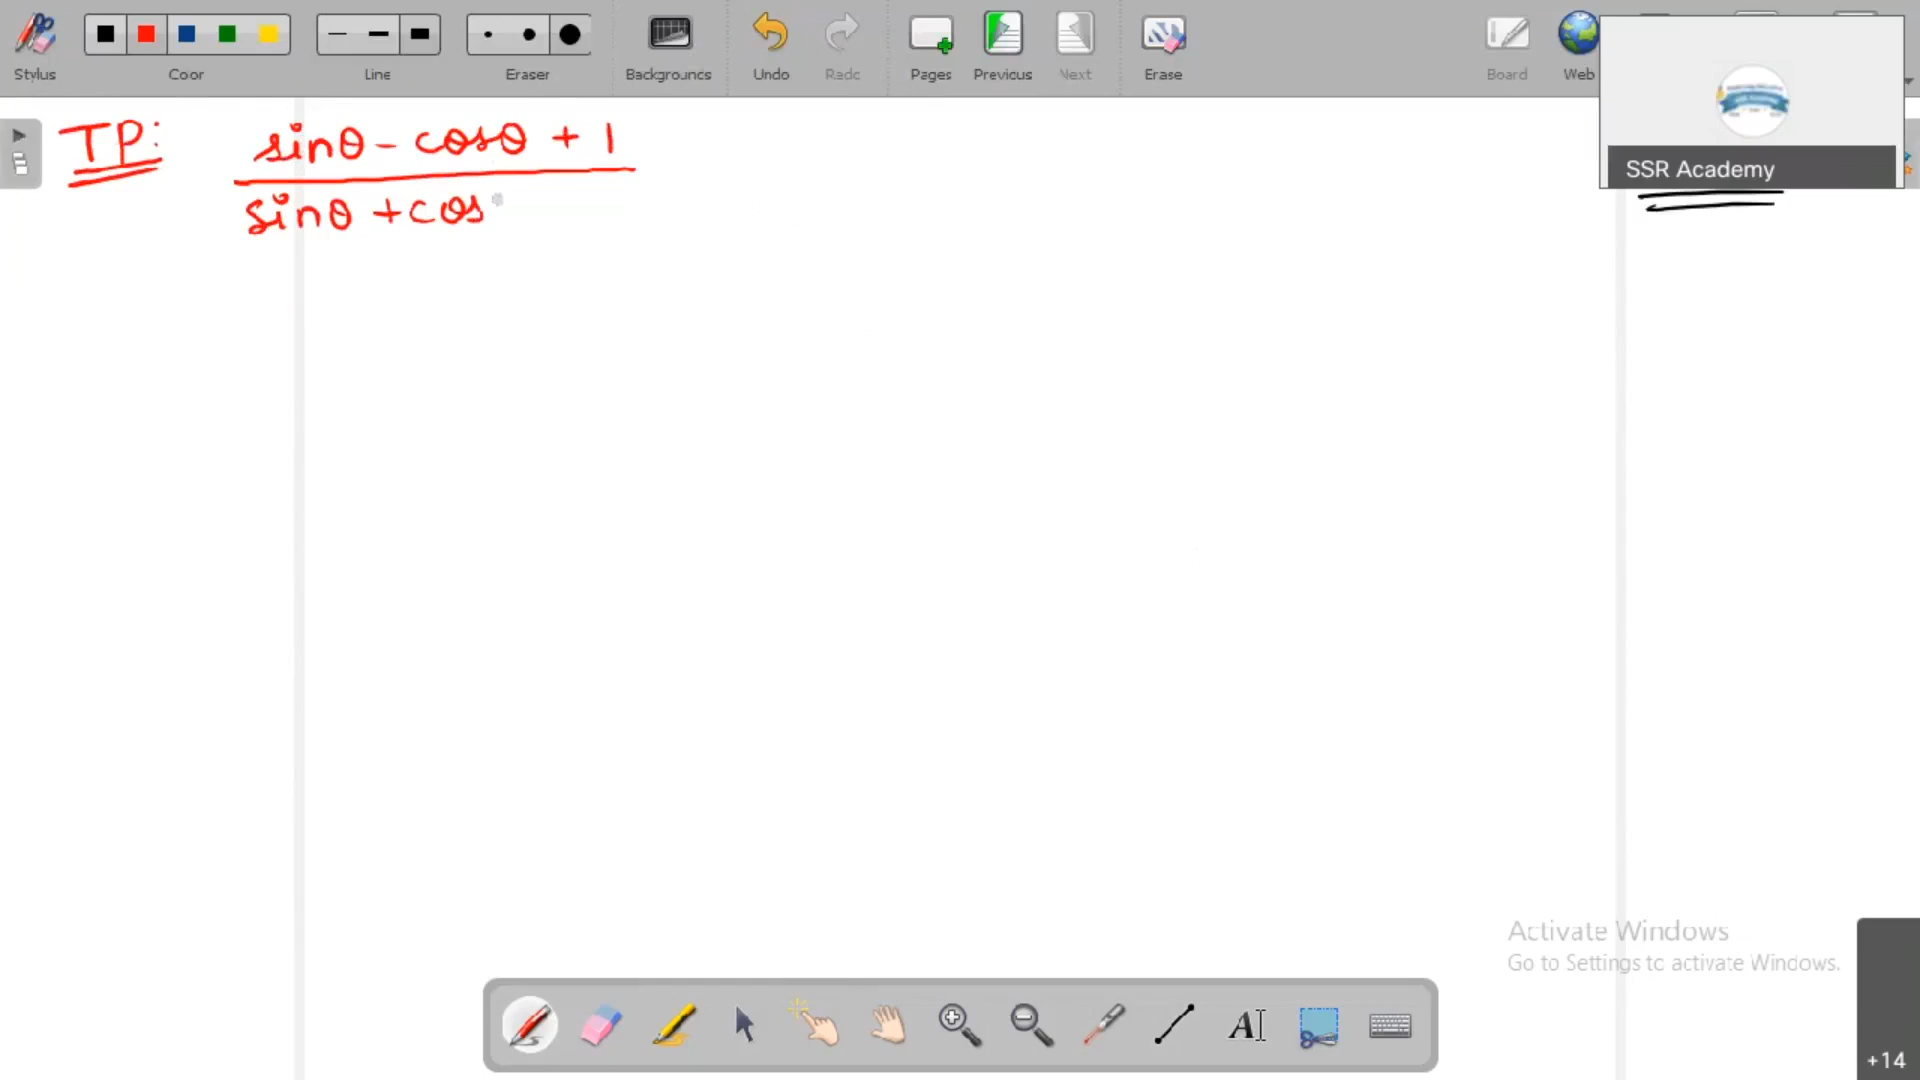 Stylus
Color
Line
Eraser
Backgrounds
Undo
Redo
Pages
Previous
Next
Erase
Board
Web
SSR Academy
TP:
sinθ - cosθ + 1
sinθ + cos
Activate Windows
Go to Settings to activate Windows.
A
+14